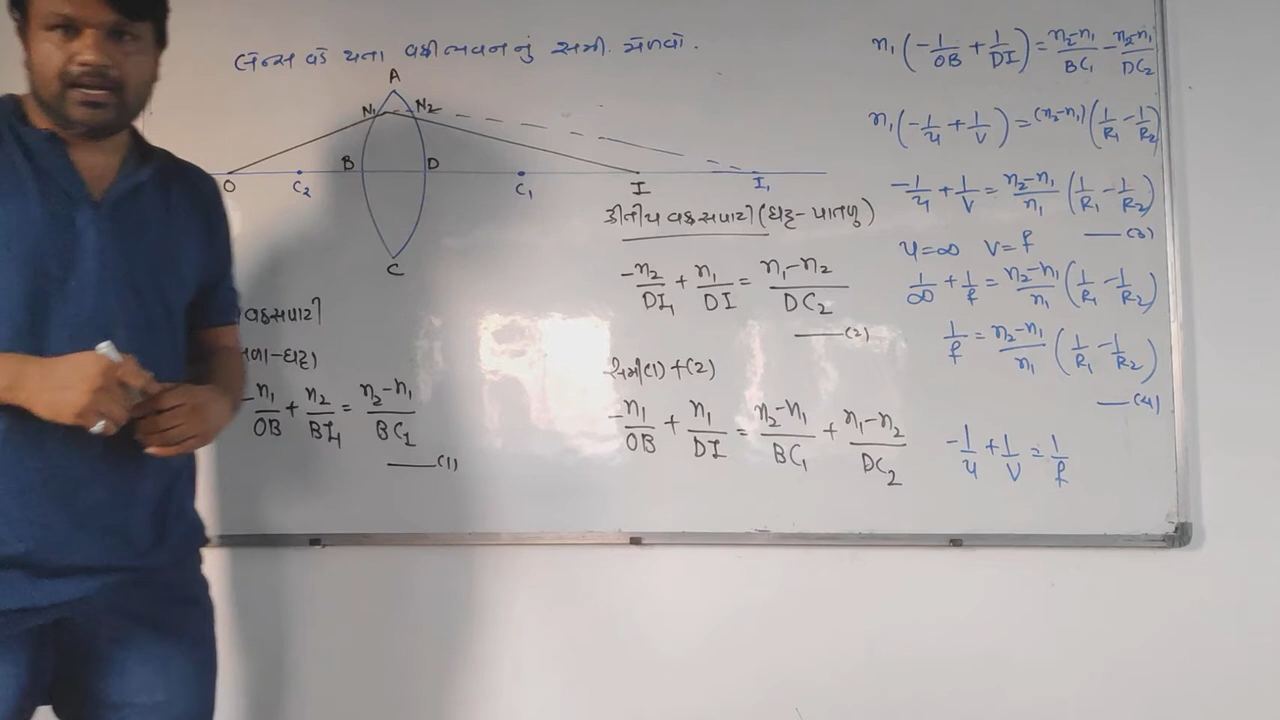 લેન્સ વડે થતા વક્રીભવનનું સમી. મેળવો.
A
N₁ N₂
B D
O C₂ C₁ I I₁
C
વક્રસપાટી
-n₁/OB + n₂/BI₁ = n₂-n₁/BC₁
——(1)
દ્વીતીય વક્રસપાટી (ઘટ્ટ-પાતળુ)
-n₂/DI₁ + n₁/DI = n₁-n₂/DC₂
——(2)
સમી(1)+(2)
-n₁/OB + n₁/DI = n₂-n₁/BC₁ + n₁-n₂/DC₂
n₁(-1/OB + 1/DI) = n₂-n₁/BC₁ - n₂-n₁/DC₂
n₁(-1/u + 1/v) = (n₂-n₁)(1/R₁ - 1/R₂)
-1/u + 1/v = n₂-n₁/n₁ (1/R₁ - 1/R₂)
——(3)
u=∞ v=f
1/∞ + 1/f = n₂-n₁/n₁ (1/R₁ - 1/R₂)
1/f = n₂-n₁/n₁ (1/R₁ - 1/R₂)
——(4)
-1/u + 1/v = 1/f